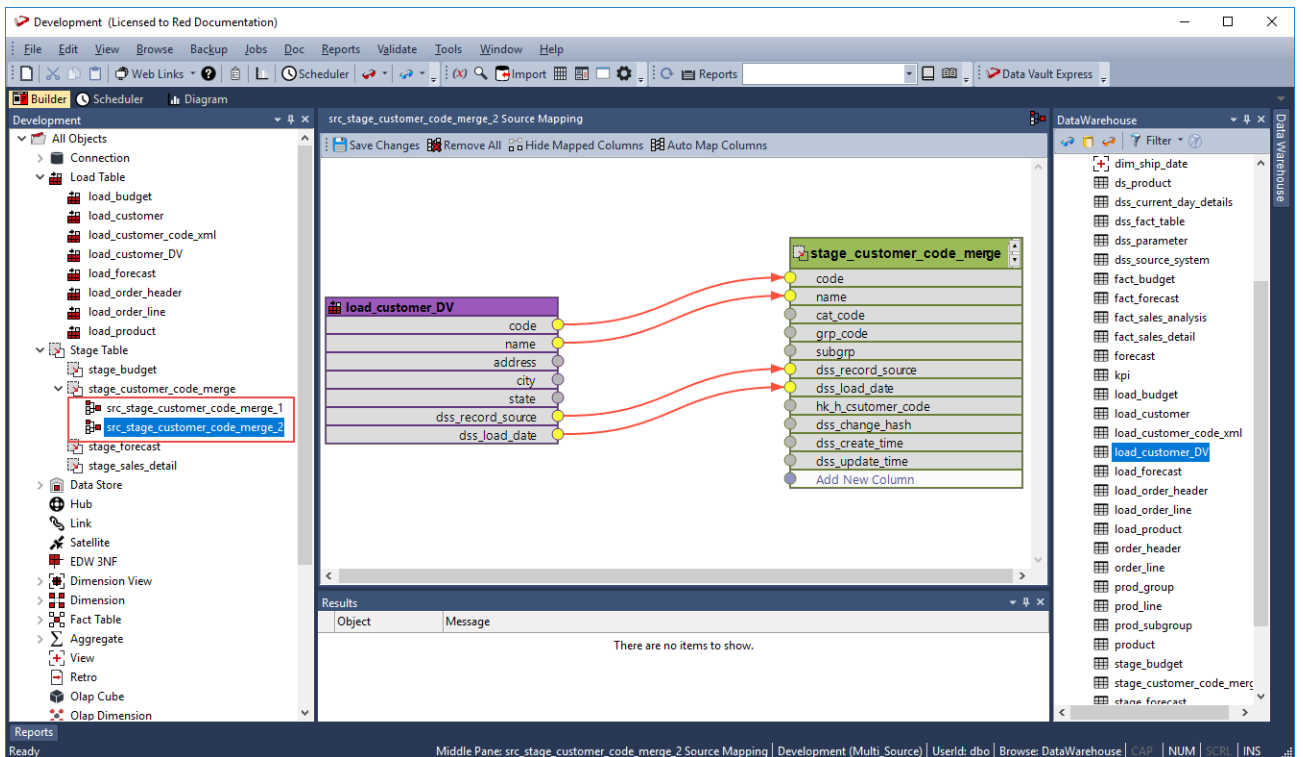 Development (Licensed to Red Documentation)
File Edit View Browse Backup Jobs Doc Reports Validate Tools Window Help
Web Links Scheduler Import Reports Data Vault Express
Builder Scheduler Diagram
Development
All Objects
Connection
Load Table
load_budget
load_customer
load_customer_code_xml
load_customer_DV
load_forecast
load_order_header
load_order_line
load_product
Stage Table
stage_budget
stage_customer_code_merge
src_stage_customer_code_merge_1
src_stage_customer_code_merge_2
stage_forecast
stage_sales_detail
Data Store
Hub
Link
Satellite
EDW 3NF
Dimension View
Dimension
Fact Table
Aggregate
View
Retro
Olap Cube
Olap Dimension
src_stage_customer_code_merge_2 Source Mapping
Save Changes Remove All Hide Mapped Columns Auto Map Columns
load_customer_DV
code
name
address
city
state
dss_record_source
dss_load_date
stage_customer_code_merge
code
name
cat_code
grp_code
subgrp
dss_record_source
dss_load_date
hk_h_csutomer_code
dss_change_hash
dss_create_time
dss_update_time
Add New Column
Results
Object Message
There are no items to show.
DataWarehouse
Filter
dim_ship_date
ds_product
dss_current_day_details
dss_fact_table
dss_parameter
dss_source_system
fact_budget
fact_forecast
fact_sales_analysis
fact_sales_detail
forecast
kpi
load_budget
load_customer
load_customer_code_xml
load_customer_DV
load_forecast
load_order_header
load_order_line
load_product
order_header
order_line
prod_group
prod_line
prod_subgroup
product
stage_budget
stage_customer_code_merg
stage_forecast
Data Warehouse
Reports
Ready Middle Pane: src_stage_customer_code_merge_2 Source Mapping Development (Multi_Source) UserId: dbo Browse: DataWarehouse CAP NUM SCRL INS